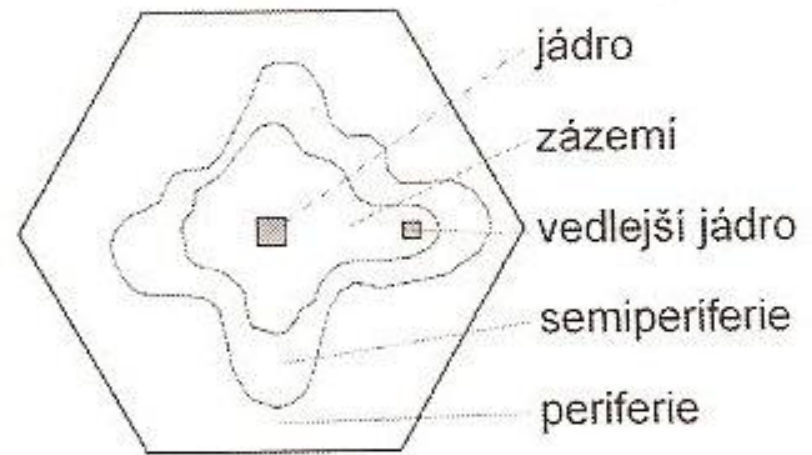 jádro
zázemí
vedlejší jádro
semiperiferie
periferie